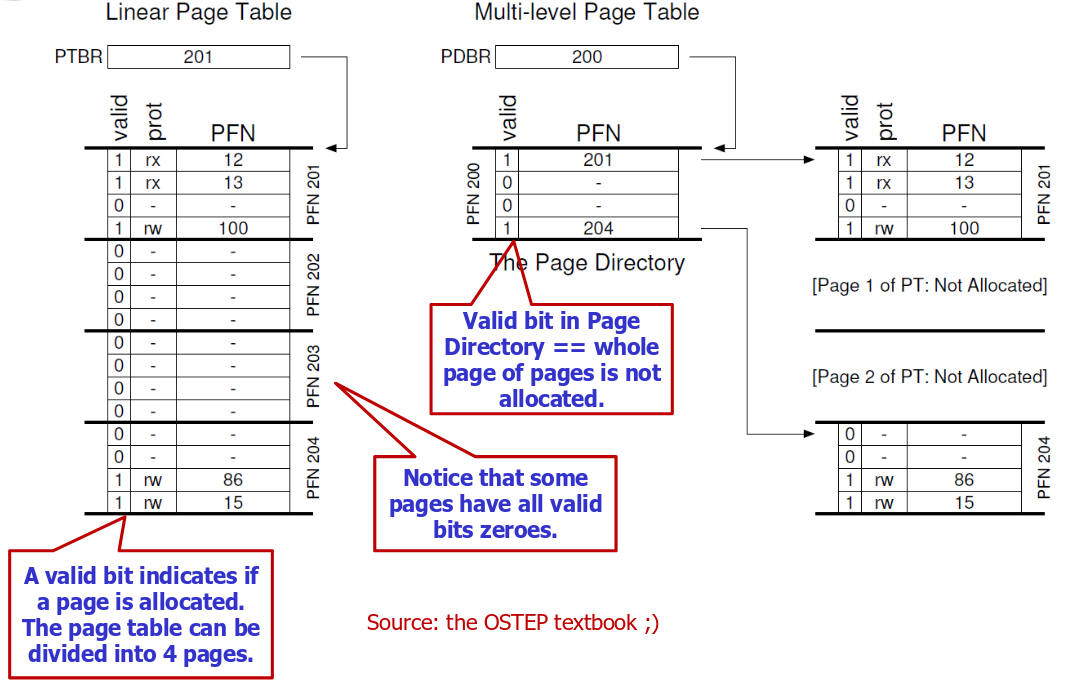 Linear Page Table
PTBR 201
valid prot PFN
1 rx 12
1 rx 13
0 - -
1 rw 100
PFN 201
0 - -
0 - -
0 - -
0 - -
PFN 202
0 - -
0 - -
0 - -
0 - -
PFN 203
0 - -
0 - -
1 rw 86
1 rw 15
PFN 204
A valid bit indicates if
a page is allocated.
The page table can be
divided into 4 pages.
Multi-level Page Table
PDBR 200
valid PFN
PFN 200
1 201
0 -
0 -
1 204
The Page Directory
Valid bit in Page
Directory == whole
page of pages is not
allocated.
Notice that some
pages have all valid
bits zeroes.
valid prot PFN
1 rx 12
1 rx 13
0 - -
1 rw 100
PFN 201
[Page 1 of PT: Not Allocated]
[Page 2 of PT: Not Allocated]
0 - -
0 - -
1 rw 86
1 rw 15
PFN 204
Source: the OSTEP textbook ;)